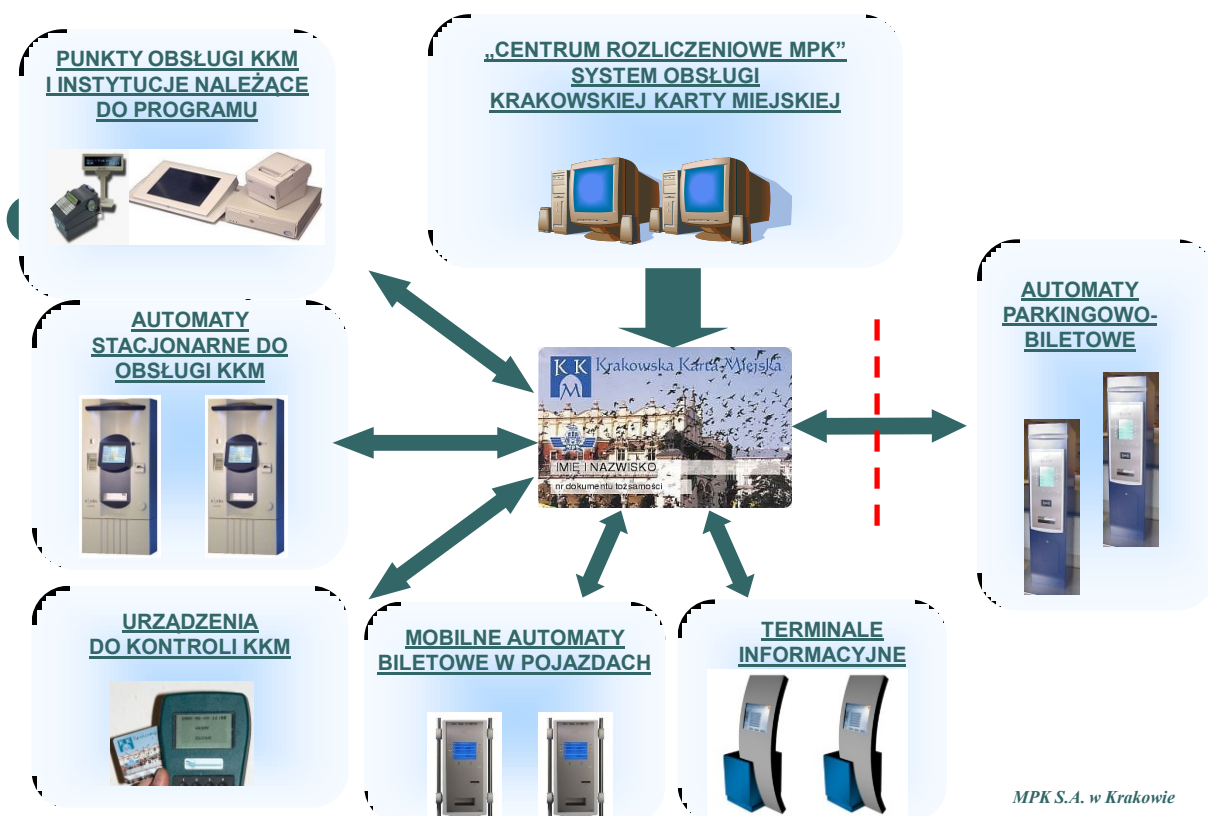 PUNKTY OBSŁUGI KKM
I INSTYTUCJE NALEŻĄCE
DO PROGRAMU
„CENTRUM ROZLICZENIOWE MPK”
SYSTEM OBSŁUGI
KRAKOWSKIEJ KARTY MIEJSKIEJ
AUTOMATY
STACJONARNE DO
OBSŁUGI KKM
AUTOMATY
PARKINGOWO-
BILETOWE
K K
M
Krakowska Karta Miejska
IMIĘ I NAZWISKO
nr dokumentu tożsamości
URZĄDZENIA
DO KONTROLI KKM
MOBILNE AUTOMATY
BILETOWE W POJAZDACH
TERMINALE
INFORMACYJNE
MPK S.A. w Krakowie